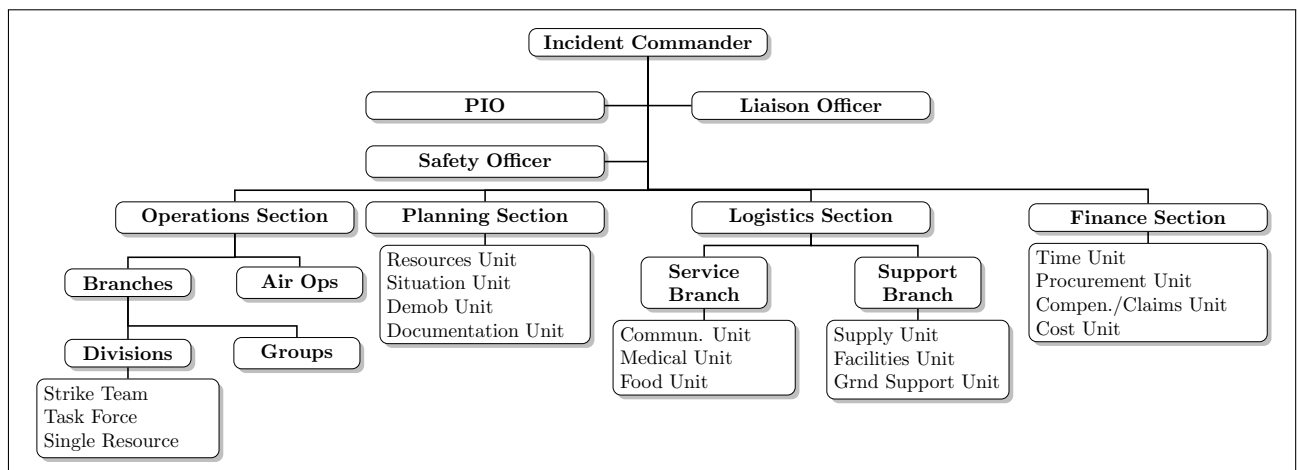 Incident Commander
PIO
Liaison Officer
Safety Officer
Operations Section
Planning Section
Logistics Section
Finance Section
Branches
Air Ops
Divisions
Groups
Strike Team
Task Force
Single Resource
Resources Unit
Situation Unit
Demob Unit
Documentation Unit
Service
Branch
Commun. Unit
Medical Unit
Food Unit
Support
Branch
Supply Unit
Facilities Unit
Grnd Support Unit
Time Unit
Procurement Unit
Compen./Claims Unit
Cost Unit